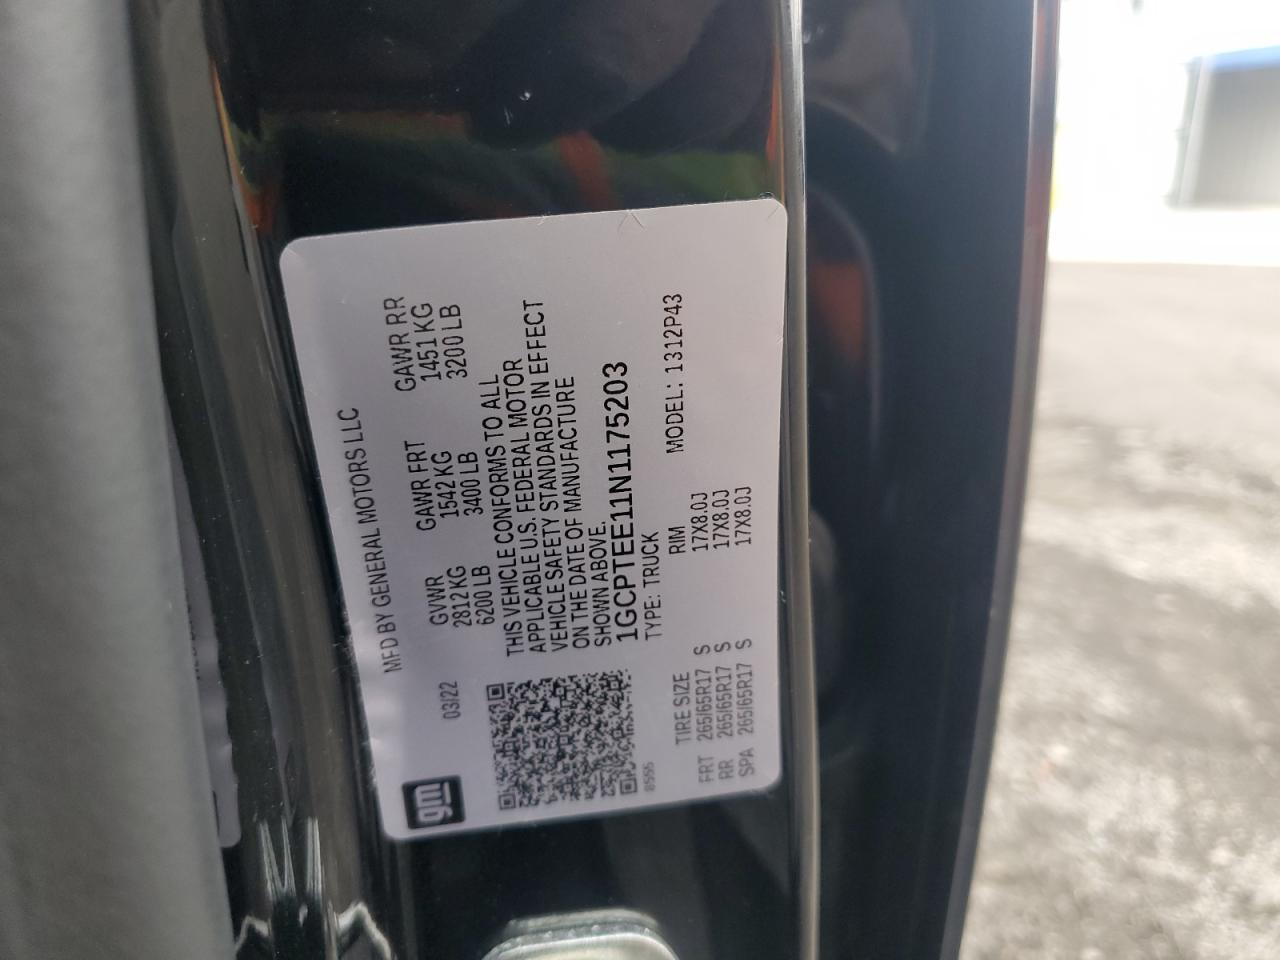 gm
MFD BY GENERAL MOTORS LLC
03/22 GVWR GAWR FRT GAWR RR
2812 KG 1542 KG 1451 KG
6200 LB 3400 LB 3200 LB
THIS VEHICLE CONFORMS TO ALL
APPLICABLE U.S. FEDERAL MOTOR
VEHICLE SAFETY STANDARDS IN EFFECT
ON THE DATE OF MANUFACTURE
SHOWN ABOVE.
1GCPTEE11N1175203
8555 TYPE: TRUCK MODEL: 1312P43
TIRE SIZE RIM
FRT 265/65R17 S 17X8.0J
RR 265/65R17 S 17X8.0J
SPA 265/65R17 S 17X8.0J